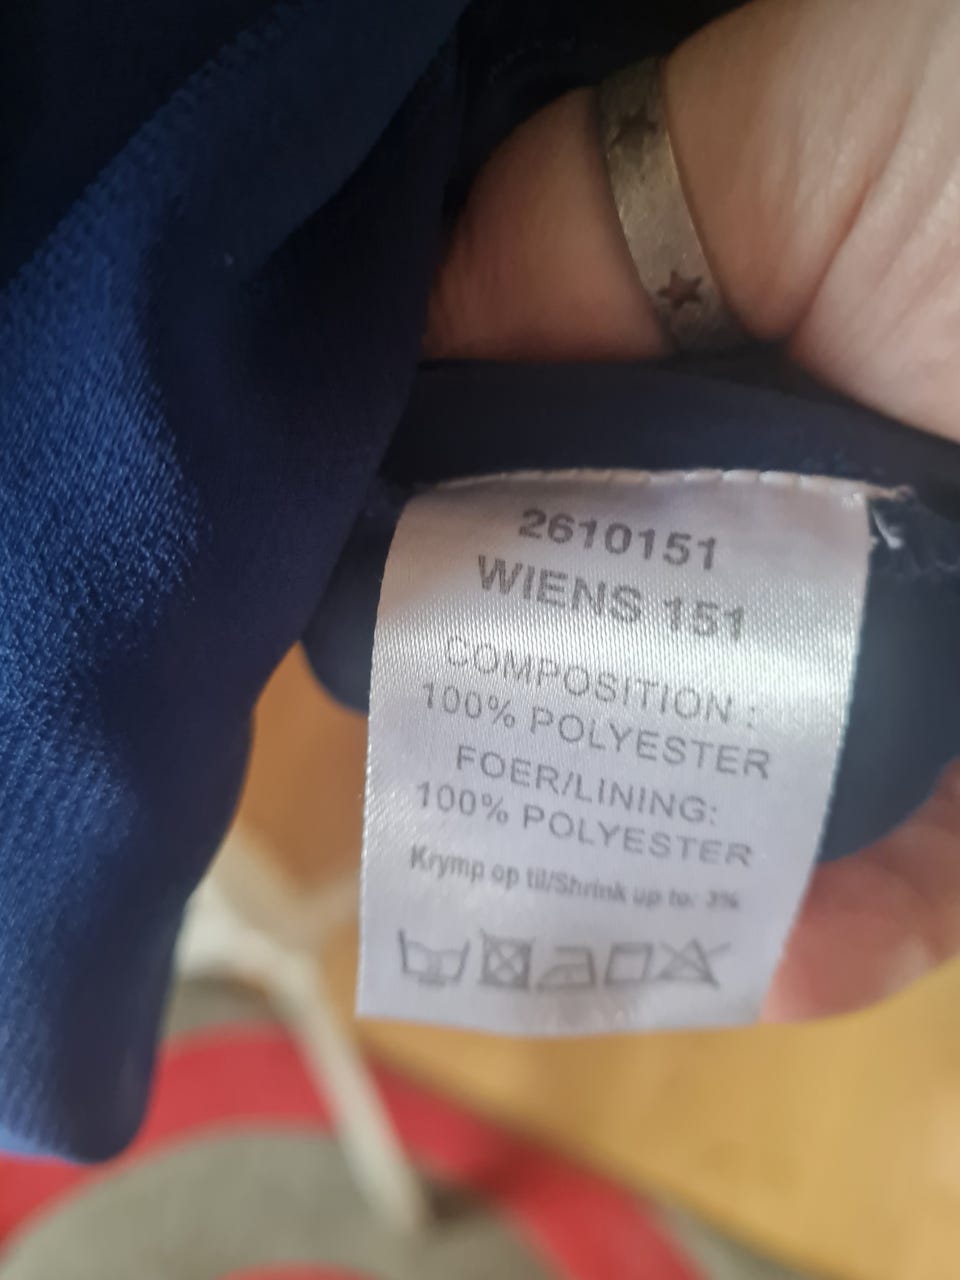 2610151
WIENS 151
COMPOSITION :
100% POLYESTER
FOER/LINING:
100% POLYESTER
Krymp op til/Shrink up to: 3%